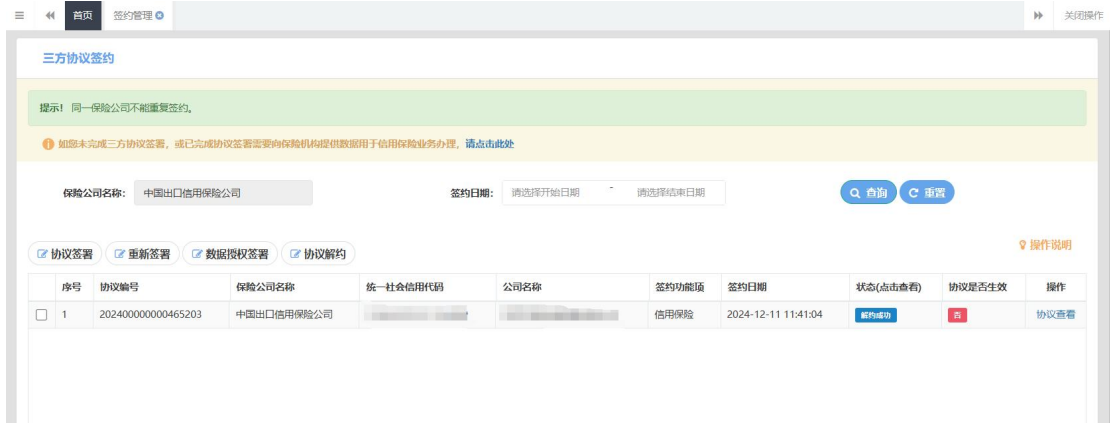 首页 签约管理 关闭操作
三方协议签约
提示！ 同一保险公司不能重复签约。
如您未完成三方协议签署，或已完成协议签署需要向保险机构提供数据用于信用保险业务办理，请点击此处
保险公司名称： 中国出口信用保险公司 签约日期： 请选择开始日期 - 请选择结束日期 查询 重置
协议签署 重新签署 数据授权签署 协议解约 操作说明
序号 协议编号 保险公司名称 统一社会信用代码 公司名称 签约功能项 签约日期 状态(点击查看) 协议是否生效 操作
1 202400000000465203 中国出口信用保险公司 信用保险 2024-12-11 11:41:04 解约成功 否 协议查看